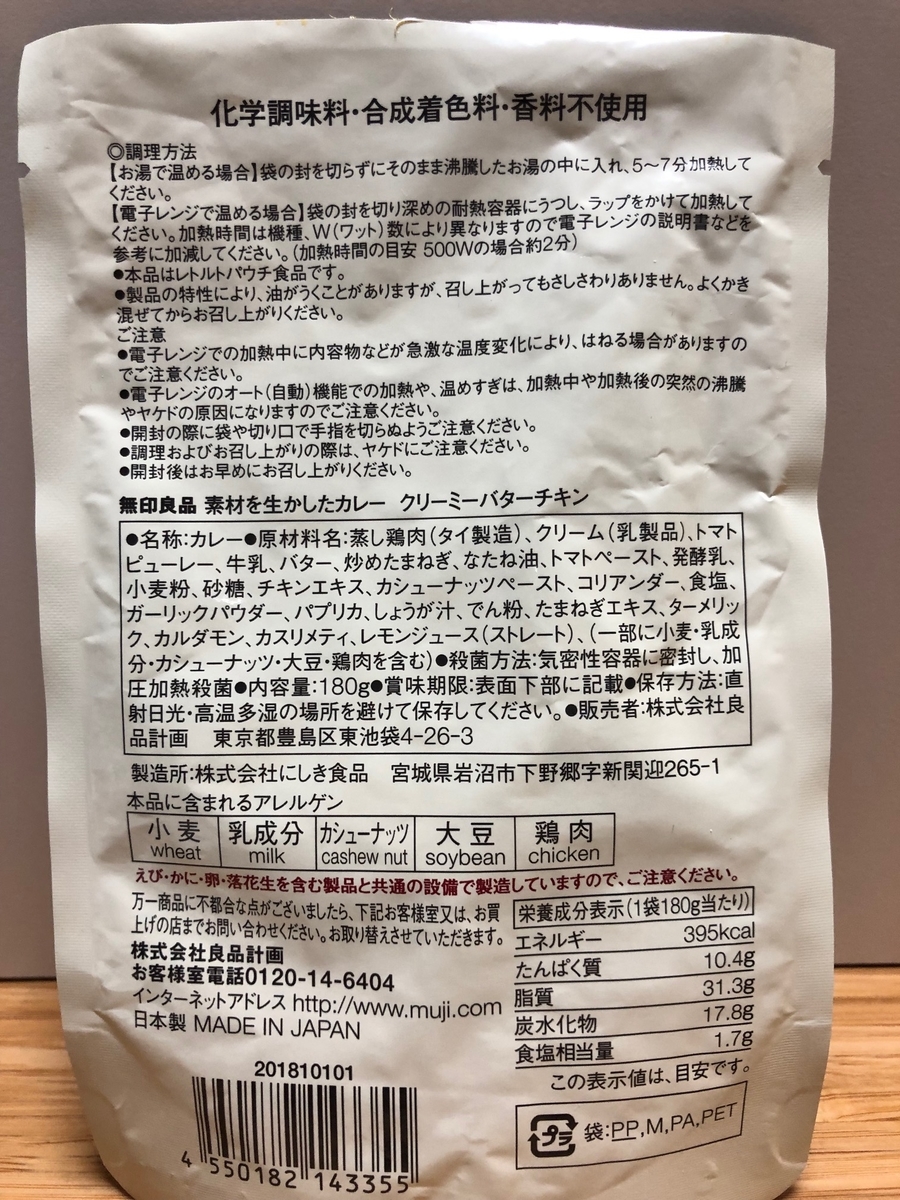 化学調味料・合成着色料・香料不使用
◎調理方法
【お湯で温める場合】袋の封を切らずにそのまま沸騰したお湯の中に入れ、5〜7分加熱して
ください。
【電子レンジで温める場合】袋の封を切り深めの耐熱容器にうつし、ラップをかけて加熱して
ください。加熱時間は機種、W(ワット)数により異なりますので電子レンジの説明書などを
参考に加減してください。(加熱時間の目安 500Wの場合約2分)
●本品はレトルトパウチ食品です。
●製品の特性により、油がうくことがありますが、召し上がってもさしさわりありません。よくかき
混ぜてからお召し上がりください。
ご注意
●電子レンジでの加熱中に内容物などが急激な温度変化により、はねる場合がありますの
でご注意ください。
●電子レンジのオート(自動)機能での加熱や、温めすぎは、加熱中や加熱後の突然の沸騰
やヤケドの原因になりますのでご注意ください。
●開封の際に袋や切り口で手指を切らぬようご注意ください。
●調理およびお召し上がりの際は、ヤケドにご注意ください。
●開封後はお早めにお召し上がりください。
無印良品 素材を生かしたカレー クリーミーバターチキン
●名称:カレー●原材料名:蒸し鶏肉(タイ製造)、クリーム(乳製品)、トマト
ピューレー、牛乳、バター、炒めたまねぎ、なたね油、トマトペースト、発酵乳、
小麦粉、砂糖、チキンエキス、カシューナッツペースト、コリアンダー、食塩、
ガーリックパウダー、パプリカ、しょうが汁、でん粉、たまねぎエキス、ターメリッ
ク、カルダモン、カスリメティ、レモンジュース(ストレート)、(一部に小麦・乳成
分・カシューナッツ・大豆・鶏肉を含む)●殺菌方法:気密性容器に密封し、加
圧加熱殺菌●内容量:180g●賞味期限:表面下部に記載●保存方法:直
射日光・高温多湿の場所を避けて保存してください。●販売者:株式会社良
品計画 東京都豊島区東池袋4-26-3
製造所:株式会社にしき食品 宮城県岩沼市下野郷字新関迎265-1
本品に含まれるアレルゲン
小麦 乳成分 カシューナッツ 大豆 鶏肉
wheat milk cashew nut soybean chicken
えび・かに・卵・落花生を含む製品と共通の設備で製造していますので、ご注意ください。
万一商品に不都合な点がございましたら、下記お客様室又は、お買
上げの店までお問い合わせください。お取り替えさせていただきます。
株式会社良品計画
お客様室電話0120-14-6404
インターネットアドレス http://www.muji.com
日本製 MADE IN JAPAN
栄養成分表示(1袋180g当たり)
エネルギー 395kcal
たんぱく質 10.4g
脂質 31.3g
炭水化物 17.8g
食塩相当量 1.7g
この表示値は、目安です。
201810101
4 550182 143355
プラ 袋:PP,M,PA,PET